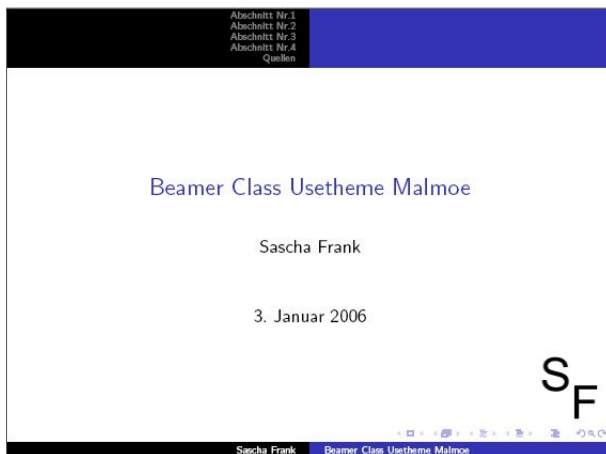 Abschnitt Nr.1
Abschnitt Nr.2
Abschnitt Nr.3
Abschnitt Nr.4
Quellen
Beamer Class Usetheme Malmoe
Sascha Frank
3. Januar 2006
SF
Sascha Frank Beamer Class Usetheme Malmoe